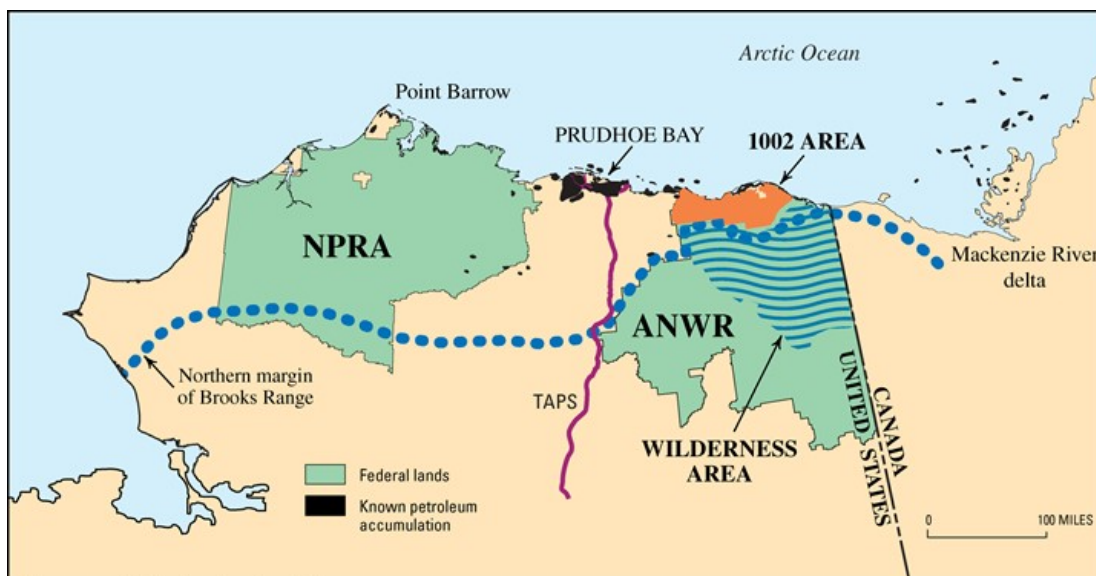 Arctic Ocean
Point Barrow
PRUDHOE BAY
1002 AREA
NPRA
Mackenzie River
delta
ANWR
Northern margin
of Brooks Range
TAPS
WILDERNESS
AREA
CANADA
UNITED STATES
Federal lands
Known petroleum
accumulation
0
100 MILES